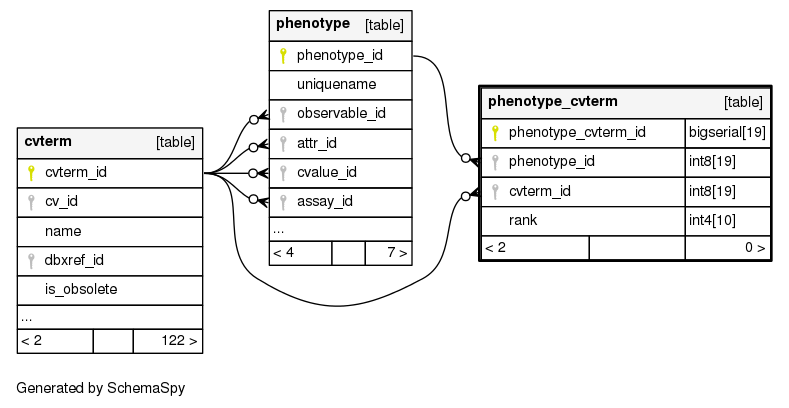 phenotype [table]
phenotype_id
uniquename
observable_id
attr_id
cvalue_id
assay_id
...
< 4 7 >
phenotype_cvterm [table]
phenotype_cvterm_id bigserial[19]
phenotype_id int8[19]
cvterm_id int8[19]
rank int4[10]
< 2 0 >
cvterm [table]
cvterm_id
cv_id
name
dbxref_id
is_obsolete
...
< 2 122 >
Generated by SchemaSpy